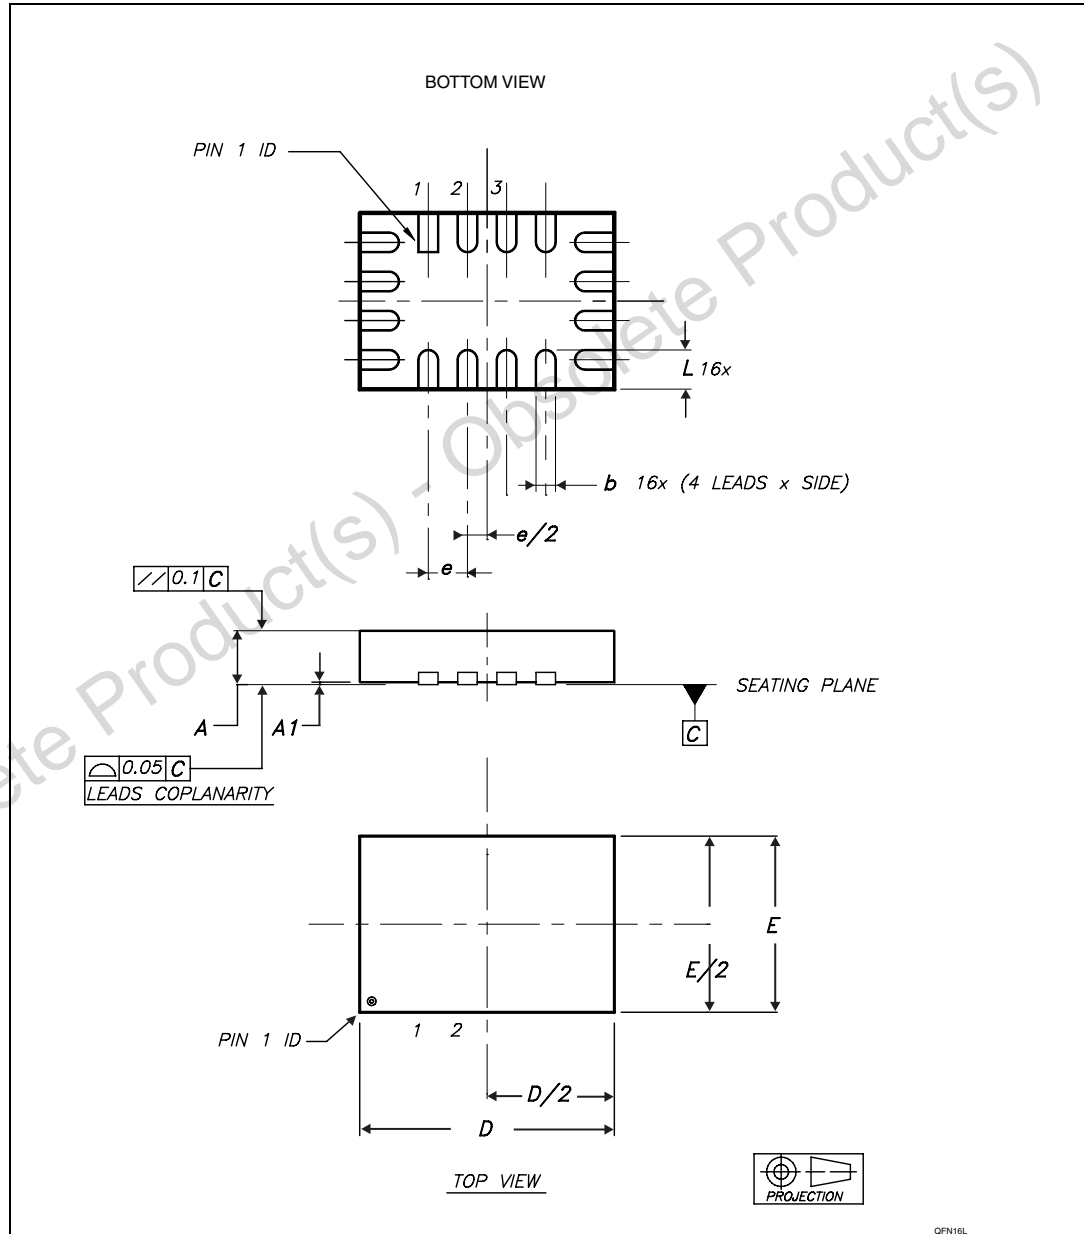 BOTTOM VIEW
PIN 1 ID
1 2 3
L 16x
b 16x (4 LEADS x SIDE)
e/2
e
// 0.1 C
SEATING PLANE
A A1
C
0.05 C
LEADS COPLANARITY
E
E/2
PIN 1 ID
1 2
D/2
D
TOP VIEW
PROJECTION
QFN16L
ete Product(s) - Obsolete Product(s)